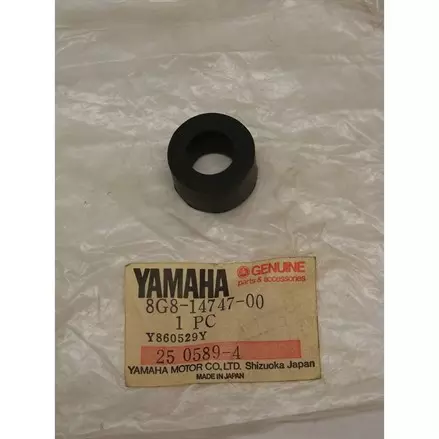 YAMAHA GENUINE
parts & accessories
8G8-14747-00
1 PC
Y860529Y
25 0589-4
YAMAHA MOTOR CO., LTD. Shizuoka Japan
MADE IN JAPAN